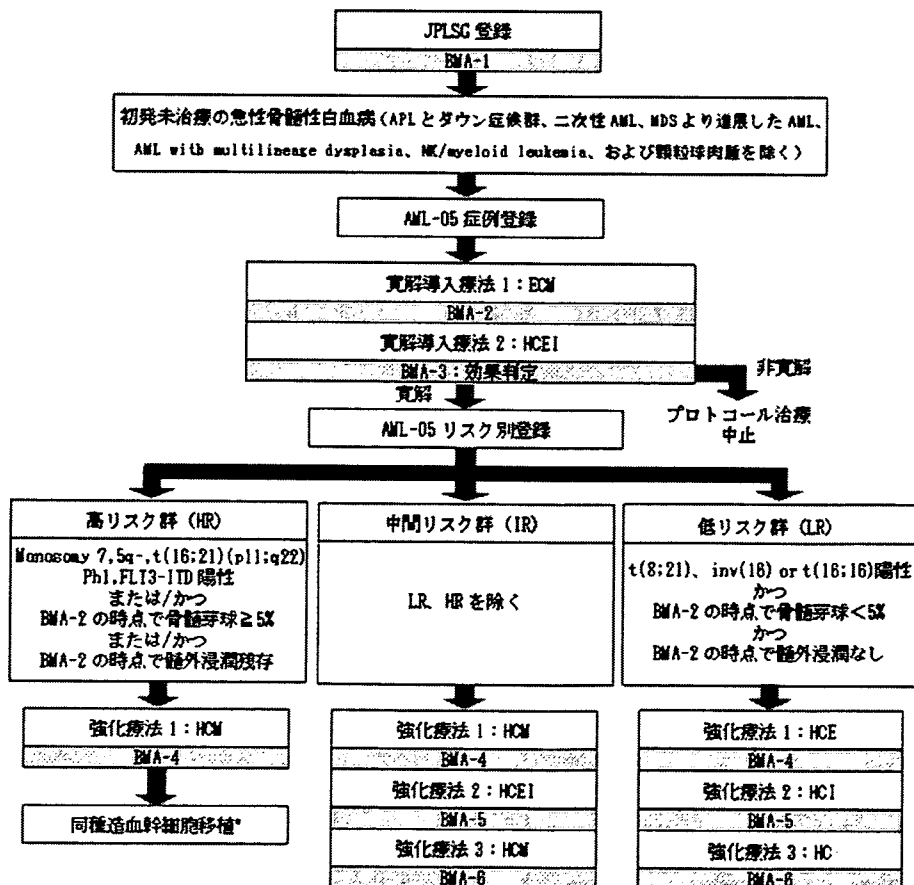 JPLSG 登録
BMA-1
初発未治療の急性骨髄性白血病(APLとダウン症候群、二次性AML、MDSより進展したAML、
AML with multilineage dysplasia、NK/myeloid leukemia、および顆粒球肉腫を除く)
AML-05 症例登録
寛解導入療法 1：ECM
BMA-2
寛解導入療法 2：HCEI
BMA-3：効果判定
非寛解
寛解
プロトコール治療
中止
AML-05 リスク別登録
高リスク群 (HR)
Monosomy 7,5q-,t(16;21)(p11;q22)
Ph1,FLT3-ITD 陽性
または/かつ
BMA-2 の時点で骨髄芽球≧5%
または/かつ
BMA-2 の時点で髄外浸潤残存
中間リスク群 (IR)
LR、HR を除く
低リスク群 (LR)
t(8;21)、inv(16) or t(16;16)陽性
かつ
BMA-2 の時点で骨髄芽球<5%
かつ
BMA-2 の時点で髄外浸潤なし
強化療法 1：HCM
BMA-4
同種造血幹細胞移植*
強化療法 1：HCM
BMA-4
強化療法 2：HCEI
BMA-5
強化療法 3：HCM
BMA-6
強化療法 1：HCE
BMA-4
強化療法 2：HCI
BMA-5
強化療法 3：HC
BMA-6